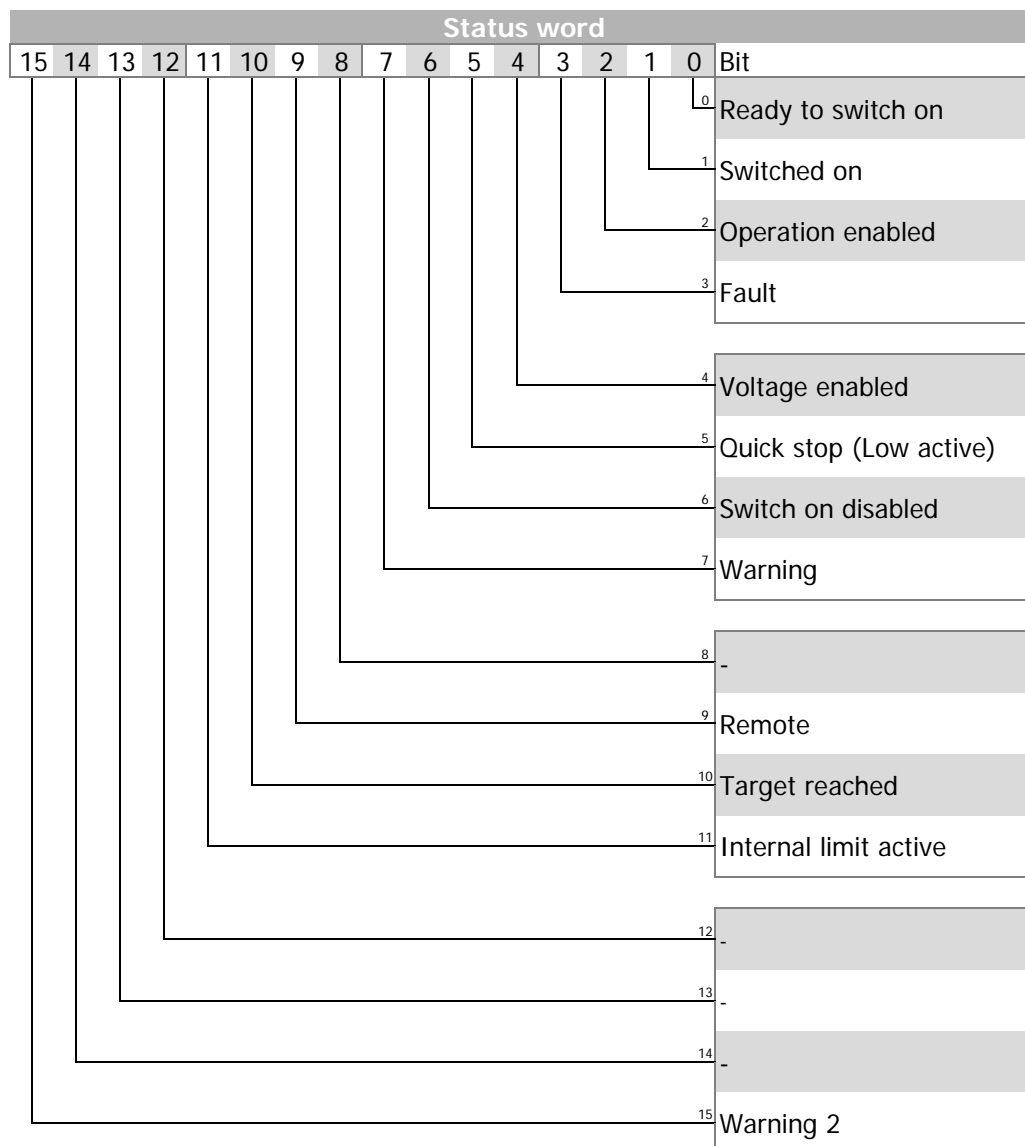 Status word
15 14 13 12 11 10 9 8 7 6 5 4 3 2 1 0 Bit
0 Ready to switch on
1 Switched on
2 Operation enabled
3 Fault
4 Voltage enabled
5 Quick stop (Low active)
6 Switch on disabled
7 Warning
8 -
9 Remote
10 Target reached
11 Internal limit active
12 -
13 -
14 -
15 Warning 2